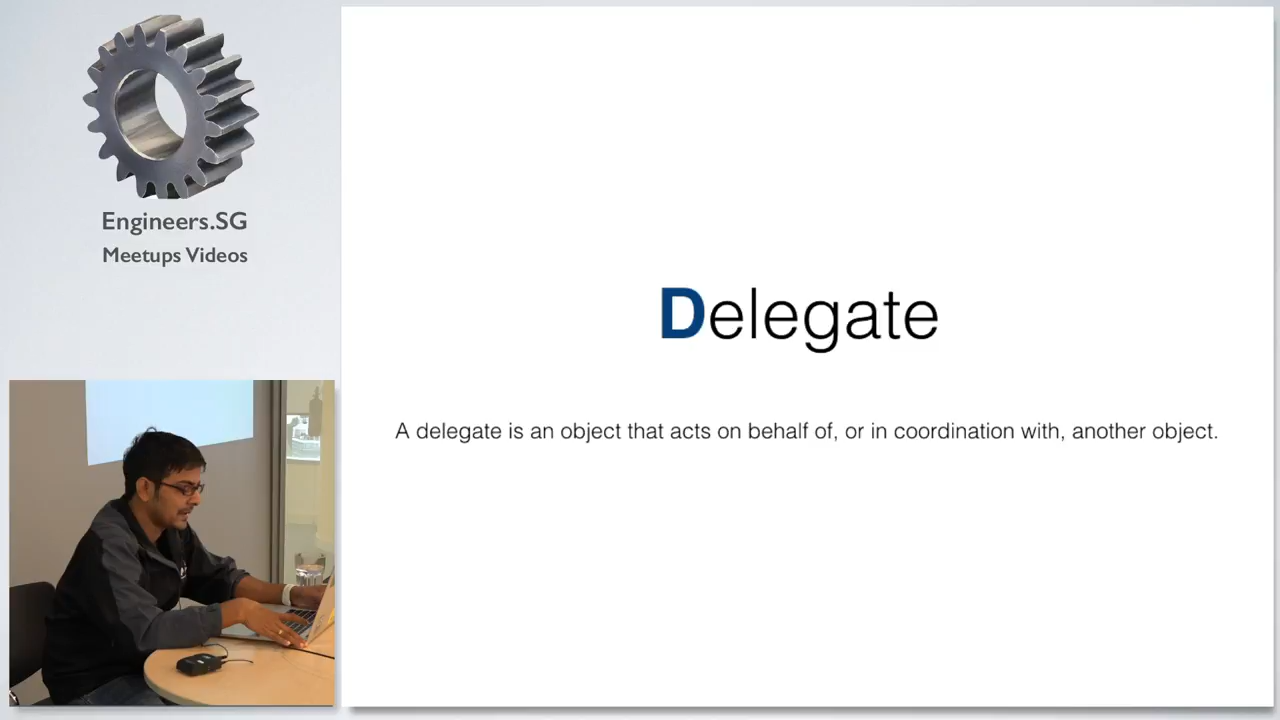 Engineers.SG
Meetups Videos
Delegate
A delegate is an object that acts on behalf of, or in coordination with, another object.